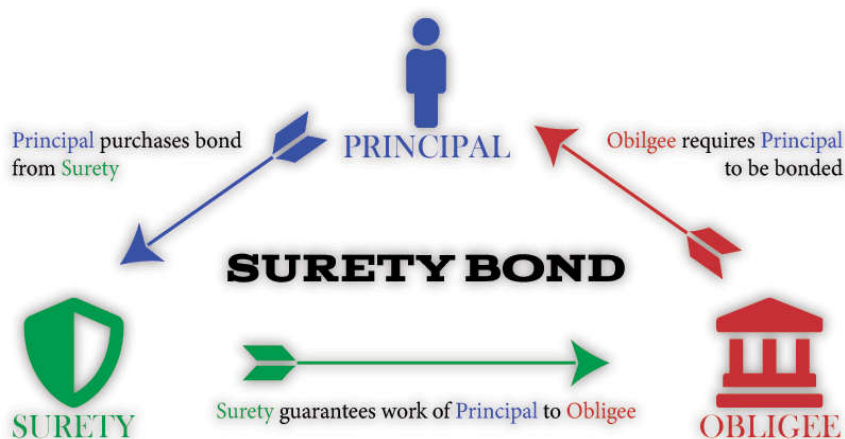 PRINCIPAL
Principal purchases bond
from Surety
Obilgee requires Principal
to be bonded
SURETY BOND
Surety guarantees work of Principal to Obligee
SURETY
OBLIGEE